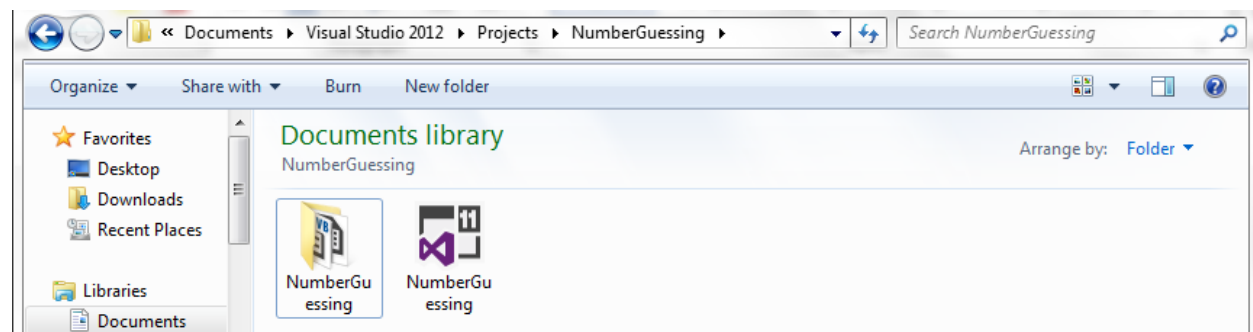 « Documents ▸ Visual Studio 2012 ▸ Projects ▸ NumberGuessing ▸
Search NumberGuessing
Organize ▾ Share with ▾ Burn New folder
Favorites
Desktop
Downloads
Recent Places
Libraries
Documents
Documents library
NumberGuessing
Arrange by: Folder ▾
VB
NumberGu
essing
11
NumberGu
essing